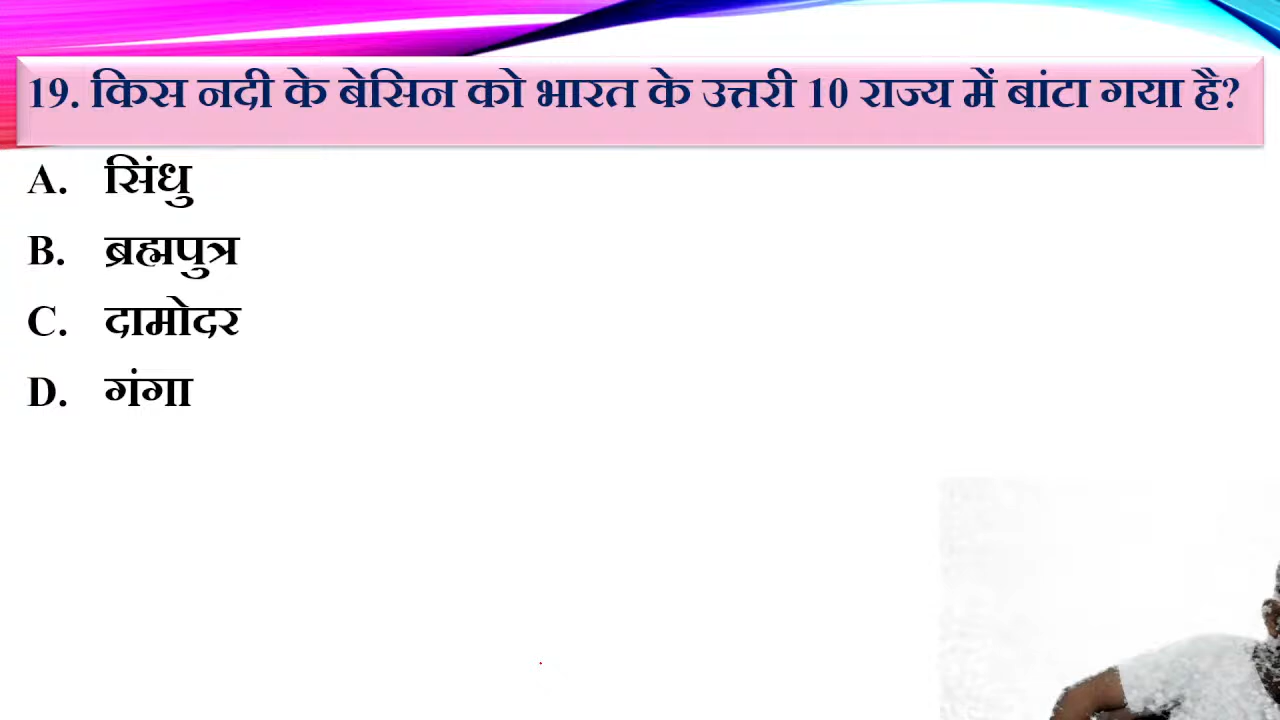 19. किस नदी के बेसिन को भारत के उत्तरी 10 राज्य में बांटा गया है?
A. सिंधु
B. ब्रह्मपुत्र
C. दामोदर
D. गंगा